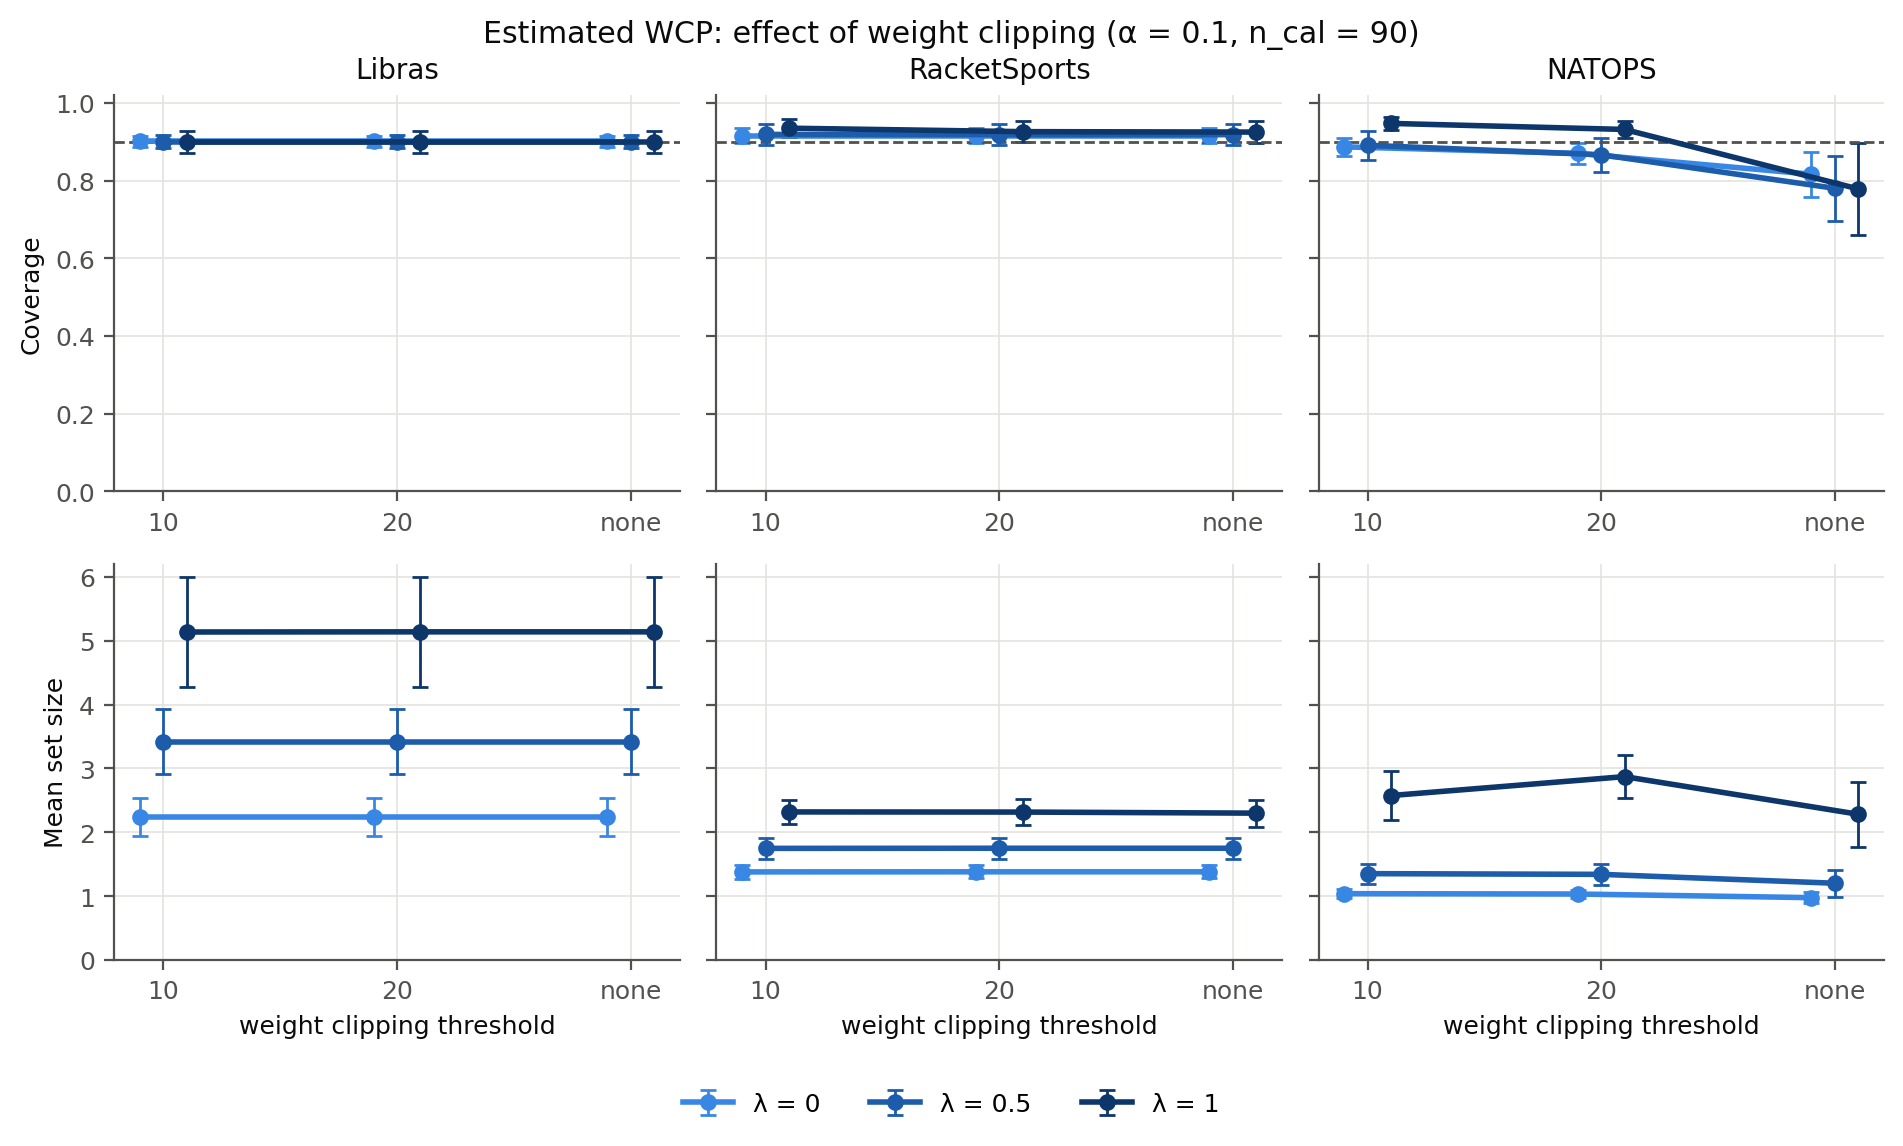 Estimated WCP: effect of weight clipping (α = 0.1, n_cal = 90)
Libras
RacketSports
NATOPS
Coverage
1.0
0.8
0.6
0.4
0.2
0.0
10 20 none
10 20 none
10 20 none
Mean set size
6
5
4
3
2
1
0
10 20 none
10 20 none
10 20 none
weight clipping threshold
weight clipping threshold
weight clipping threshold
λ = 0
λ = 0.5
λ = 1